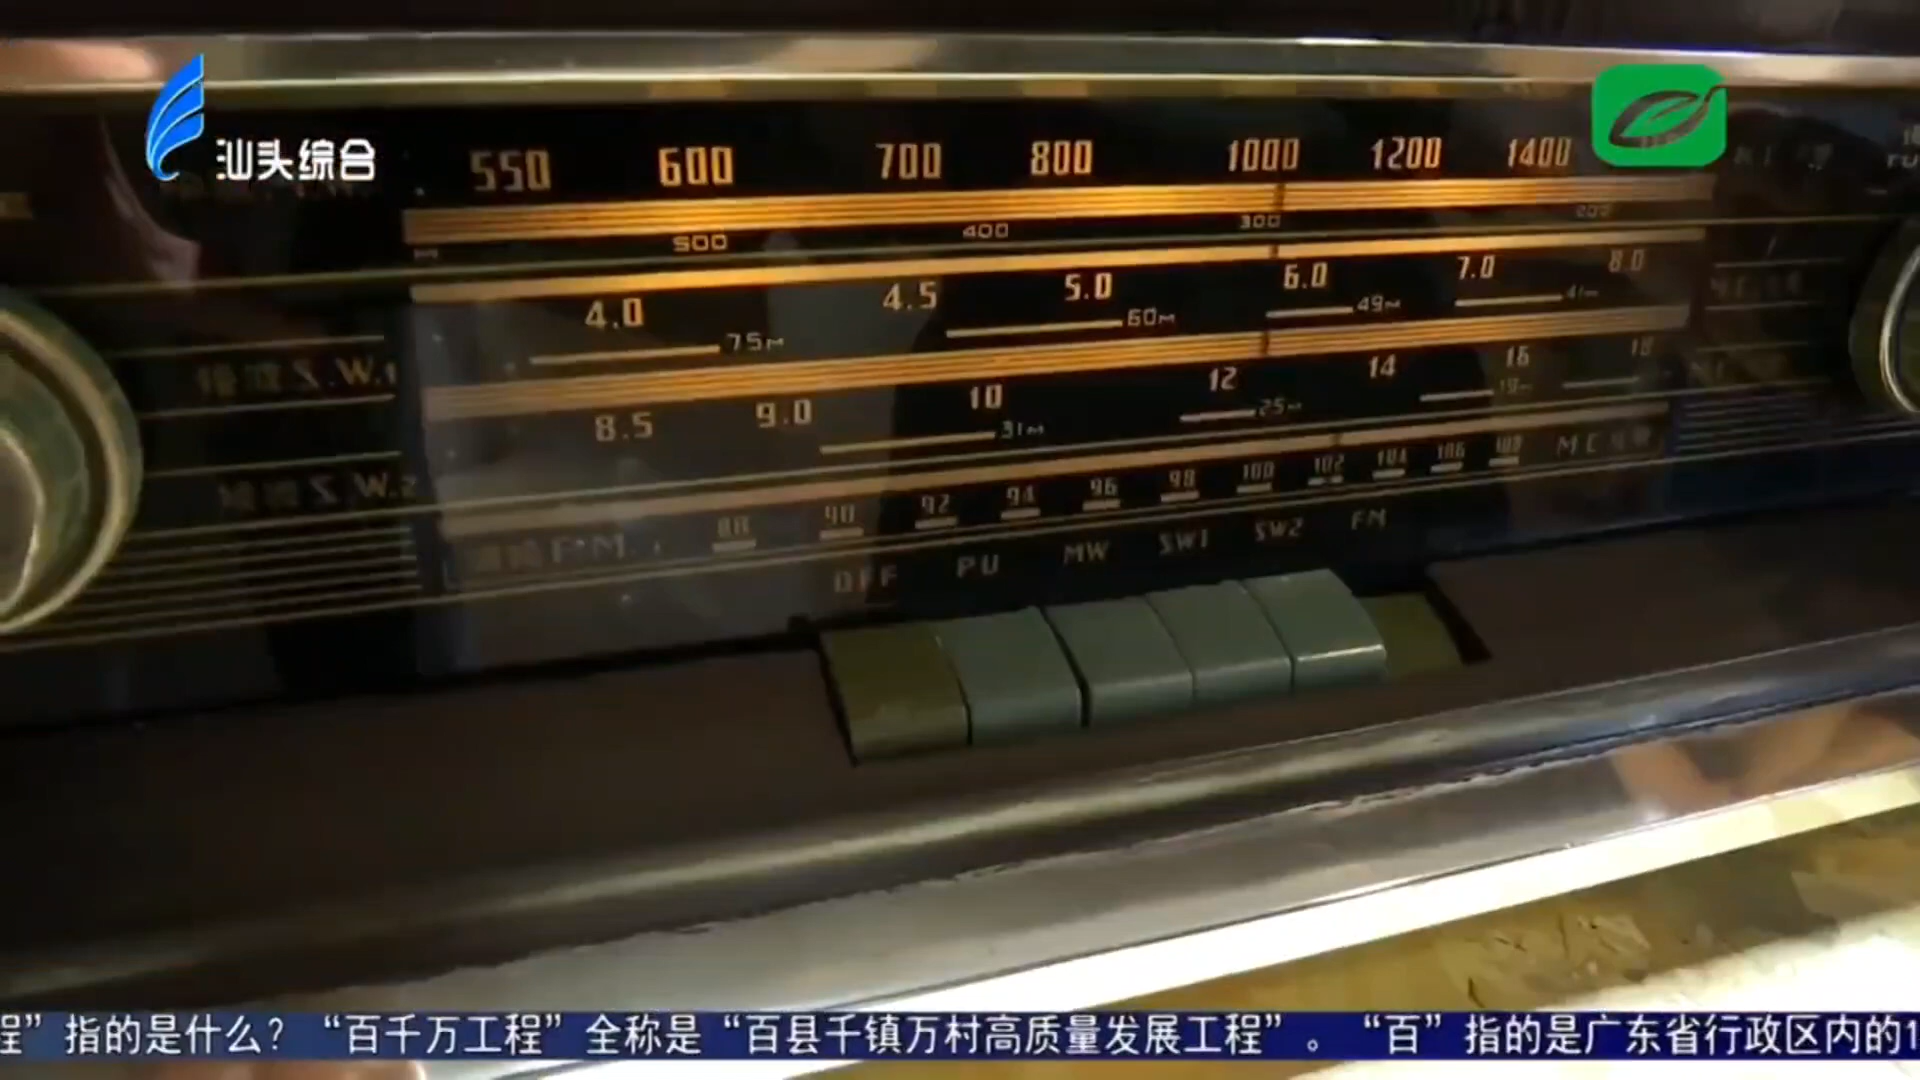 汕头综合
550 600 700 800 1000 1200 1400
500 400 300 200
4.0 4.5 5.0 6.0 7.0 8.0
75M 60M 49M 41M
S.W.1
8.5 9.0 10 12 14 16 18
31M 25M 19M
S.W.2
88 90 92 94 96 98 100 102 104 106 108 MC
FM
OFF PU MW SW1 SW2 FM
程”指的是什么？“百千万工程”全称是“百县千镇万村高质量发展工程”。“百”指的是广东省行政区内的1